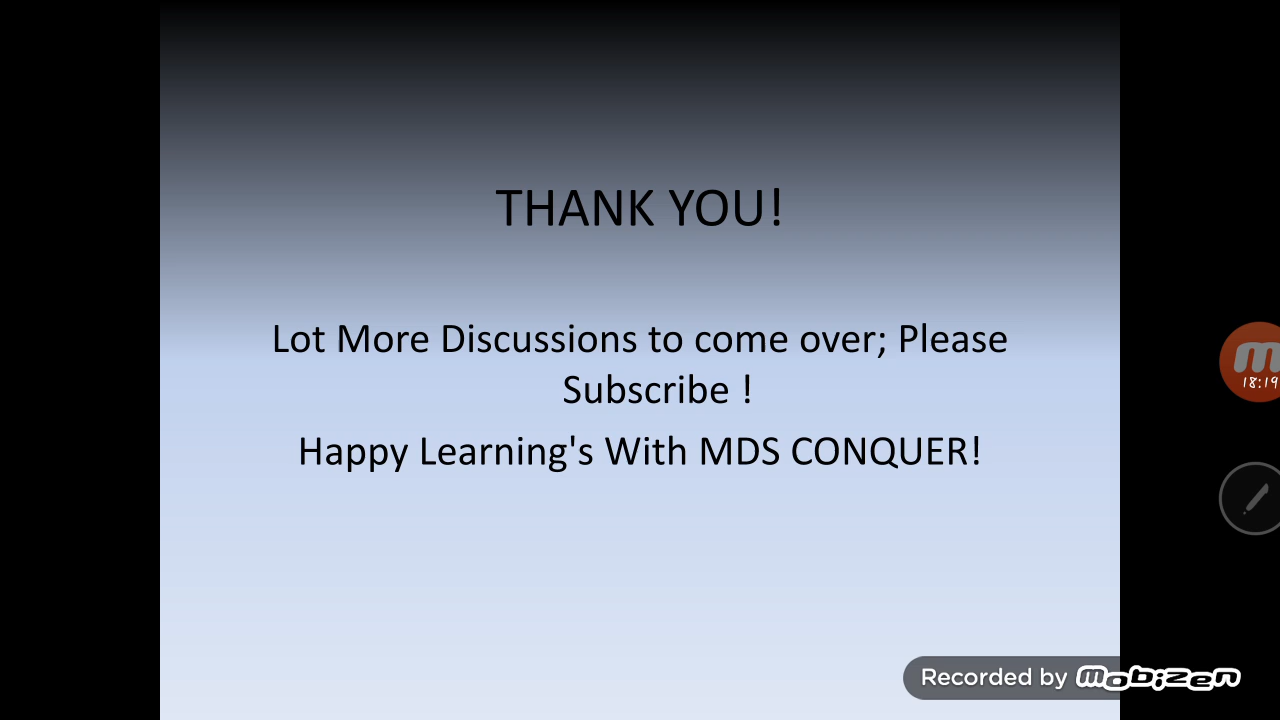 THANK YOU!
Lot More Discussions to come over; Please
Subscribe !
Happy Learning's With MDS CONQUER!
18:19
Recorded by mobizen